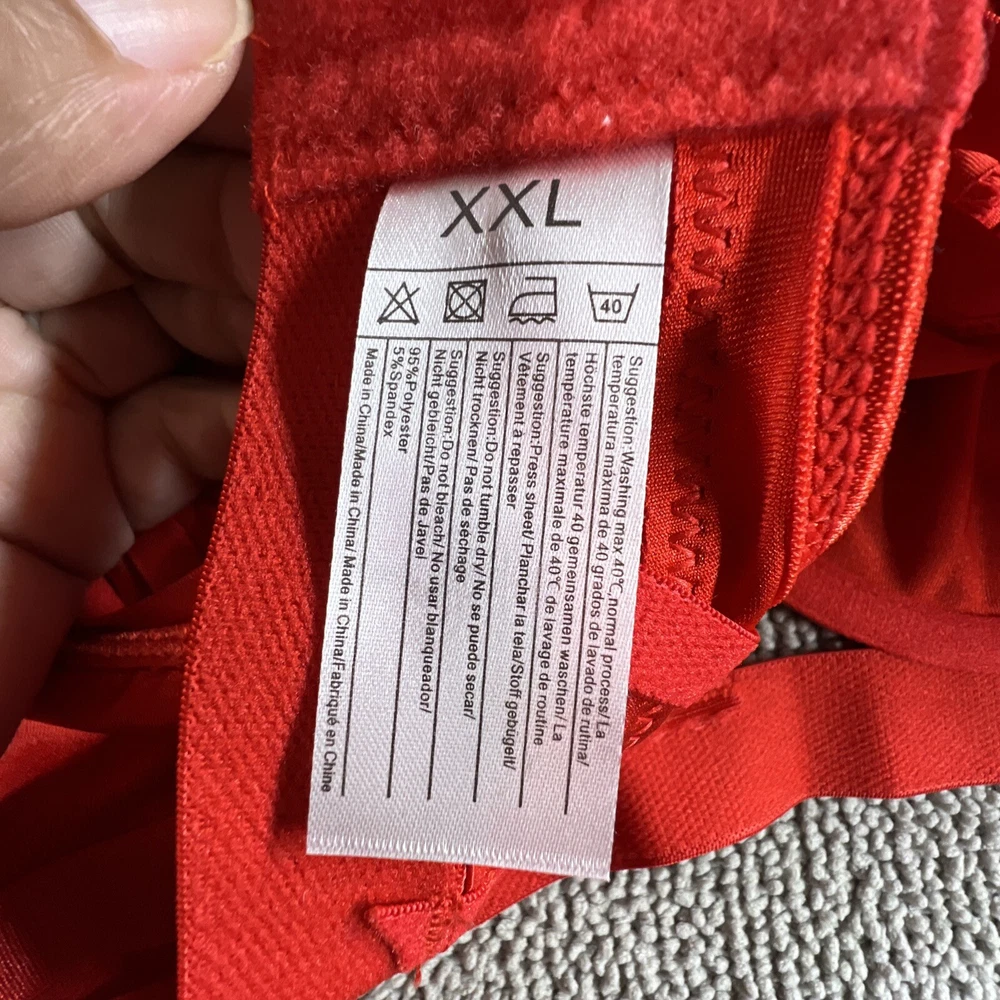 XXL
40
Suggestion:Washing max.40℃,normal process/ La
temperatura máxima de 40 grados de lavado de rutina/
Höchste temperatur 40 gemeinsamen waschen/ La
température maximale de 40℃ de lavage de routine
Suggestion:Press sheet/ Planchar la tela/Stoff gebügelt/
Vêtement à repasser
Suggestion:Do not tumble dry/ No se puede secar/
Nicht trocknen/ Pas de séchage
Suggestion:Do not bleach/ No usar blanqueador/
Nicht gebleicht/Pas de Javel
95%Polyester
5%Spandex
Made in China/Made in China/ Made in China/Fabriqué en Chine